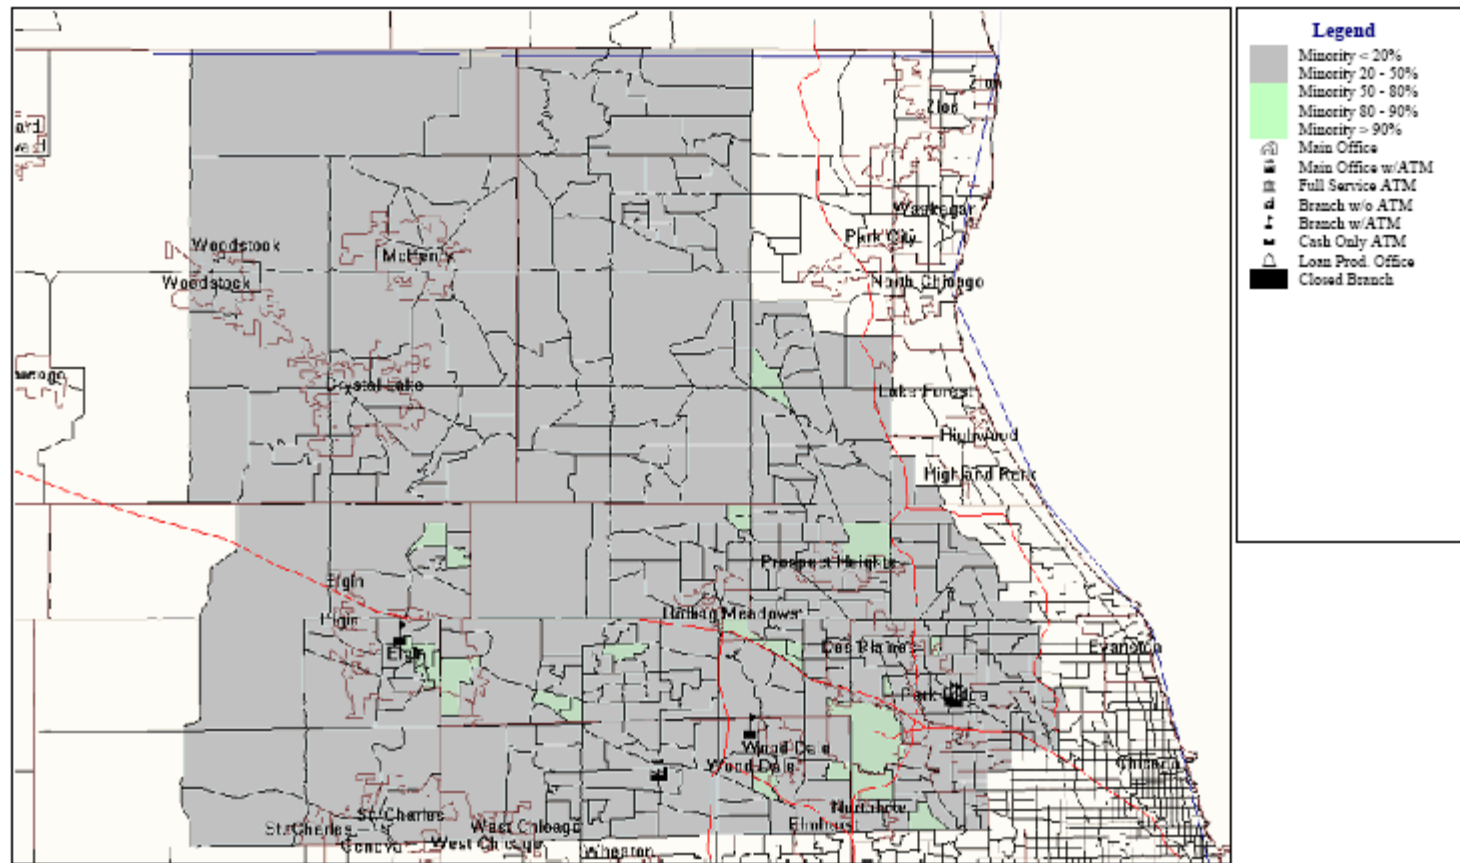 Legend
Minority < 20%
Minority 20 - 50%
Minority 50 - 80%
Minority 80 - 90%
Minority > 90%
Main Office
Main Office w/ATM
Full Service ATM
Branch w/o ATM
Branch w/ATM
Cash Only ATM
Loan Prod. Office
Closed Branch
Zion
Zion
Waukegan
Park City
Woodstock
McHenry
Woodstock
North Chicago
Crystal Lake
Lake Forest
Highwood
Highland Park
Prospect Heights
Elgin
Rolling Meadows
Elgin
Des Plaines
Evanston
Elgin
Park Ridge
Wood Dale
Wood Dale
Chicago
Northlake
St. Charles
Elmhurst
St. Charles
West Chicago
Geneva
West Chicago
Wheaton